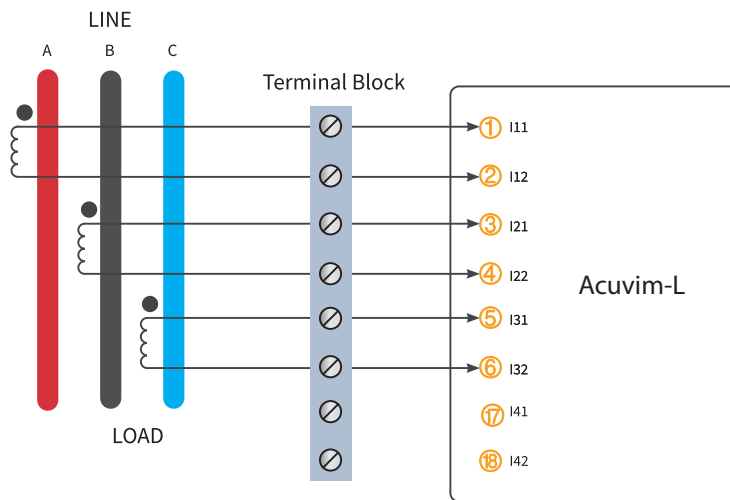 LINE
A B C
Terminal Block
1 I11
2 I12
3 I21
4 I22
5 I31
6 I32
17 I41
18 I42
Acuvim-L
LOAD